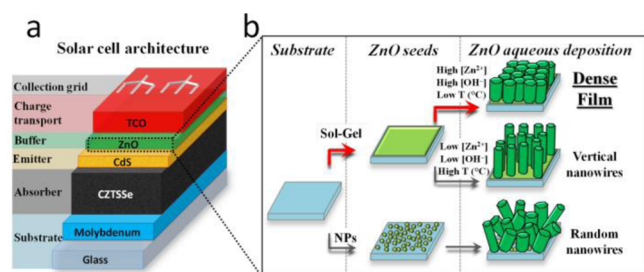 a
Solar cell architecture
Collection grid
Charge
transport
Buffer
Emitter
Absorber
Substrate
TCO
ZnO
CdS
CZTSSe
Molybdenum
Glass
b
Substrate
ZnO seeds
ZnO aqueous deposition
Sol-Gel
NPs
High [Zn²⁺]
High [OH⁻]
Low T (°C)
Low [Zn²⁺]
Low [OH⁻]
High T (°C)
Dense
Film
Vertical
nanowires
Random
nanowires